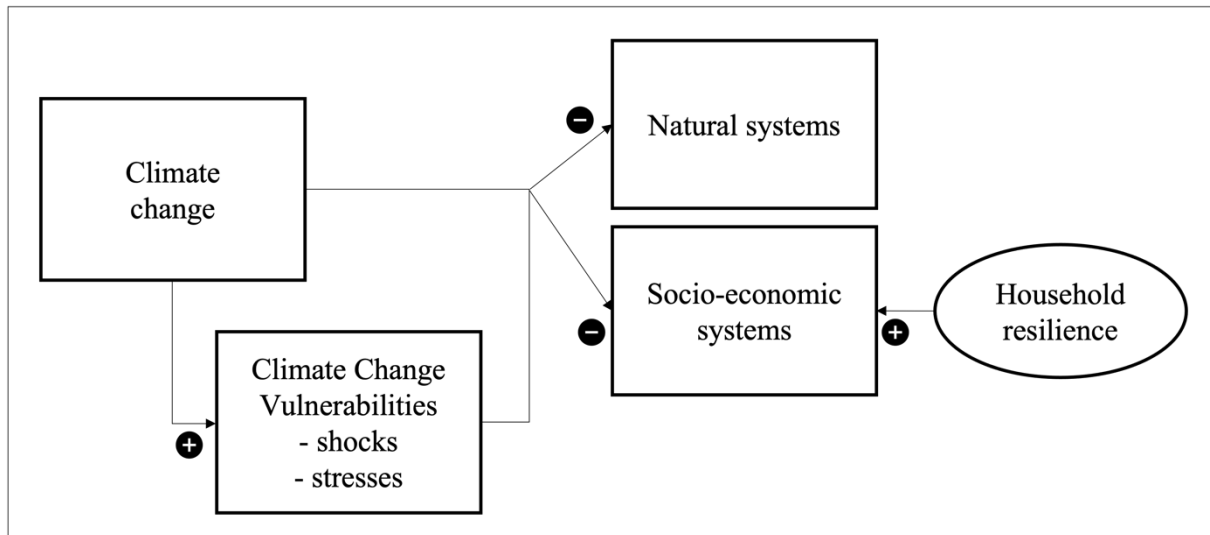 Climate
change
Natural systems
−
Socio-economic
systems
−
+
Household
resilience
Climate Change
Vulnerabilities
- shocks
- stresses
+